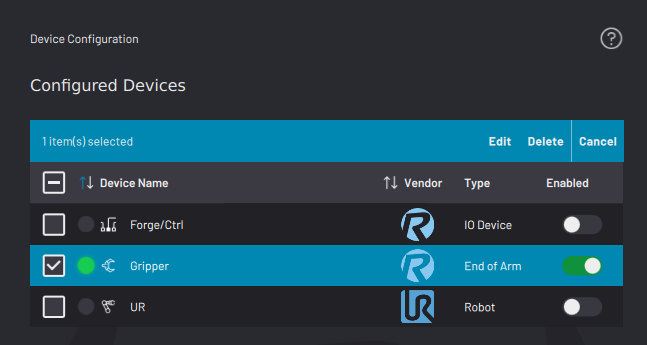 Device Configuration
?
Configured Devices
1 item(s) selected Edit Delete Cancel
Device Name Vendor Type Enabled
Forge/Ctrl R IO Device
Gripper R End of Arm
UR UR Robot